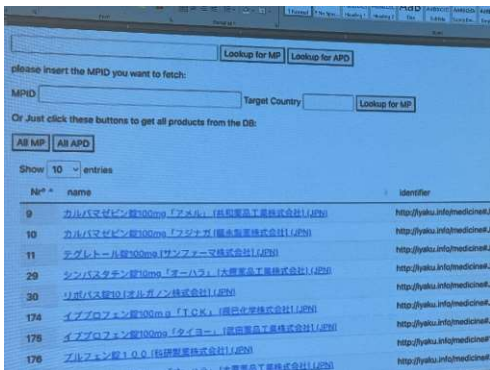 Lookup for MP Lookup for APD
please insert the MPID you want to fetch:
MPID Target Country Lookup for MP
Or Just click these buttons to get all products from the DB:
All MP All APD
Show 10 entries
Nr° name identifier
9 カルバマゼピン錠100mg「アメル」 [共和薬品工業株式会社] (JPN) http://iyaku.info/medicine#J
10 カルバマゼピン錠100mg「フジナガ」 [藤永製薬株式会社] (JPN) http://iyaku.info/medicine#J
11 テグレトール錠100mg [サンファーマ株式会社] (JPN) http://iyaku.info/medicine#J
29 シンバスタチン錠10mg「オーハラ」 [大原薬品工業株式会社] (JPN) http://iyaku.info/medicine#J
30 リポバス錠10 [オルガノン株式会社] (JPN) http://iyaku.info/medicine#J
174 イブプロフェン錠100mg「TCK」 [辰巳化学株式会社] (JPN) http://iyaku.info/medicine#J
175 イブプロフェン錠100mg「タイヨー」 [武田薬品工業株式会社] (JPN) http://iyaku.info/medicine#J
176 ブルフェン錠100 [科研製薬株式会社] (JPN) http://iyaku.info/medicine#J